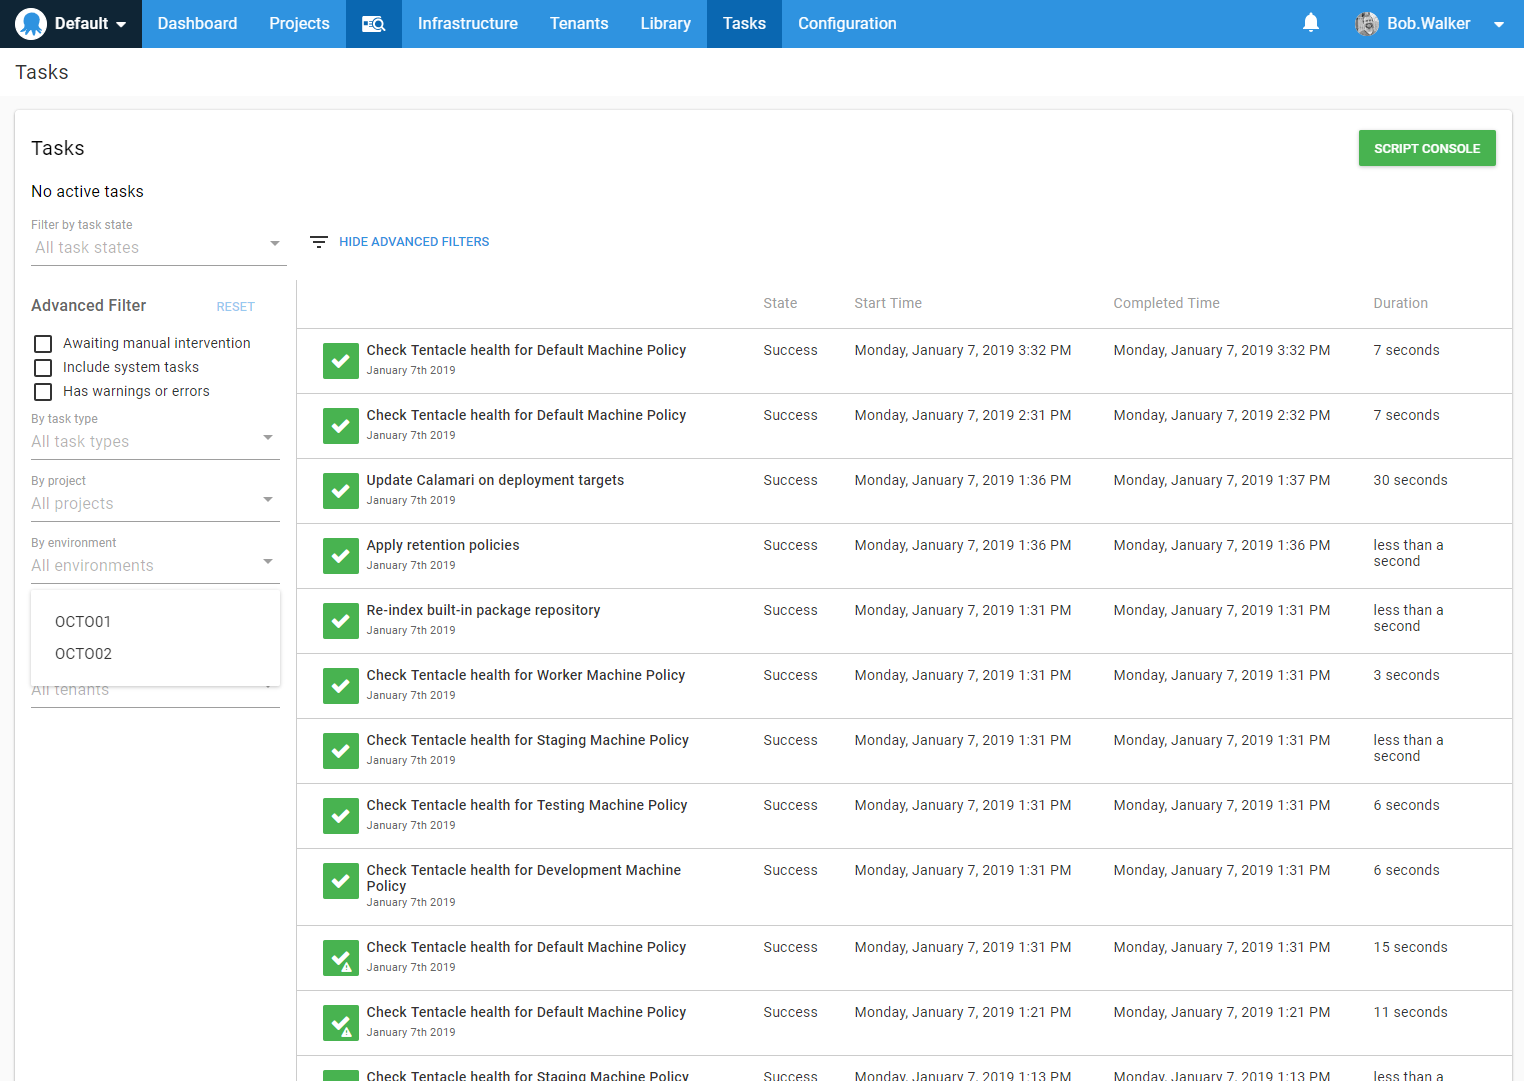 Default Dashboard Projects Infrastructure Tenants Library Tasks Configuration Bob.Walker
Tasks
Tasks
SCRIPT CONSOLE
No active tasks
Filter by task state
All task states
HIDE ADVANCED FILTERS
Advanced Filter RESET
Awaiting manual intervention
Include system tasks
Has warnings or errors
By task type
All task types
By project
All projects
By environment
All environments
OCTO01
OCTO02
All tenants
State Start Time Completed Time Duration
Check Tentacle health for Default Machine Policy Success Monday, January 7, 2019 3:32 PM Monday, January 7, 2019 3:32 PM 7 seconds
January 7th 2019
Check Tentacle health for Default Machine Policy Success Monday, January 7, 2019 2:31 PM Monday, January 7, 2019 2:32 PM 7 seconds
January 7th 2019
Update Calamari on deployment targets Success Monday, January 7, 2019 1:36 PM Monday, January 7, 2019 1:37 PM 30 seconds
January 7th 2019
Apply retention policies Success Monday, January 7, 2019 1:36 PM Monday, January 7, 2019 1:36 PM less than a
second
January 7th 2019
Re-index built-in package repository Success Monday, January 7, 2019 1:31 PM Monday, January 7, 2019 1:31 PM less than a
second
January 7th 2019
Check Tentacle health for Worker Machine Policy Success Monday, January 7, 2019 1:31 PM Monday, January 7, 2019 1:31 PM 3 seconds
January 7th 2019
Check Tentacle health for Staging Machine Policy Success Monday, January 7, 2019 1:31 PM Monday, January 7, 2019 1:31 PM less than a
second
January 7th 2019
Check Tentacle health for Testing Machine Policy Success Monday, January 7, 2019 1:31 PM Monday, January 7, 2019 1:31 PM 6 seconds
January 7th 2019
Check Tentacle health for Development Machine Success Monday, January 7, 2019 1:31 PM Monday, January 7, 2019 1:31 PM 6 seconds
Policy
January 7th 2019
Check Tentacle health for Default Machine Policy Success Monday, January 7, 2019 1:31 PM Monday, January 7, 2019 1:31 PM 15 seconds
January 7th 2019
Check Tentacle health for Default Machine Policy Success Monday, January 7, 2019 1:21 PM Monday, January 7, 2019 1:21 PM 11 seconds
January 7th 2019
Check Tentacle health for Staging Machine Policy Success Monday, January 7, 2019 1:13 PM Monday, January 7, 2019 1:13 PM less than a